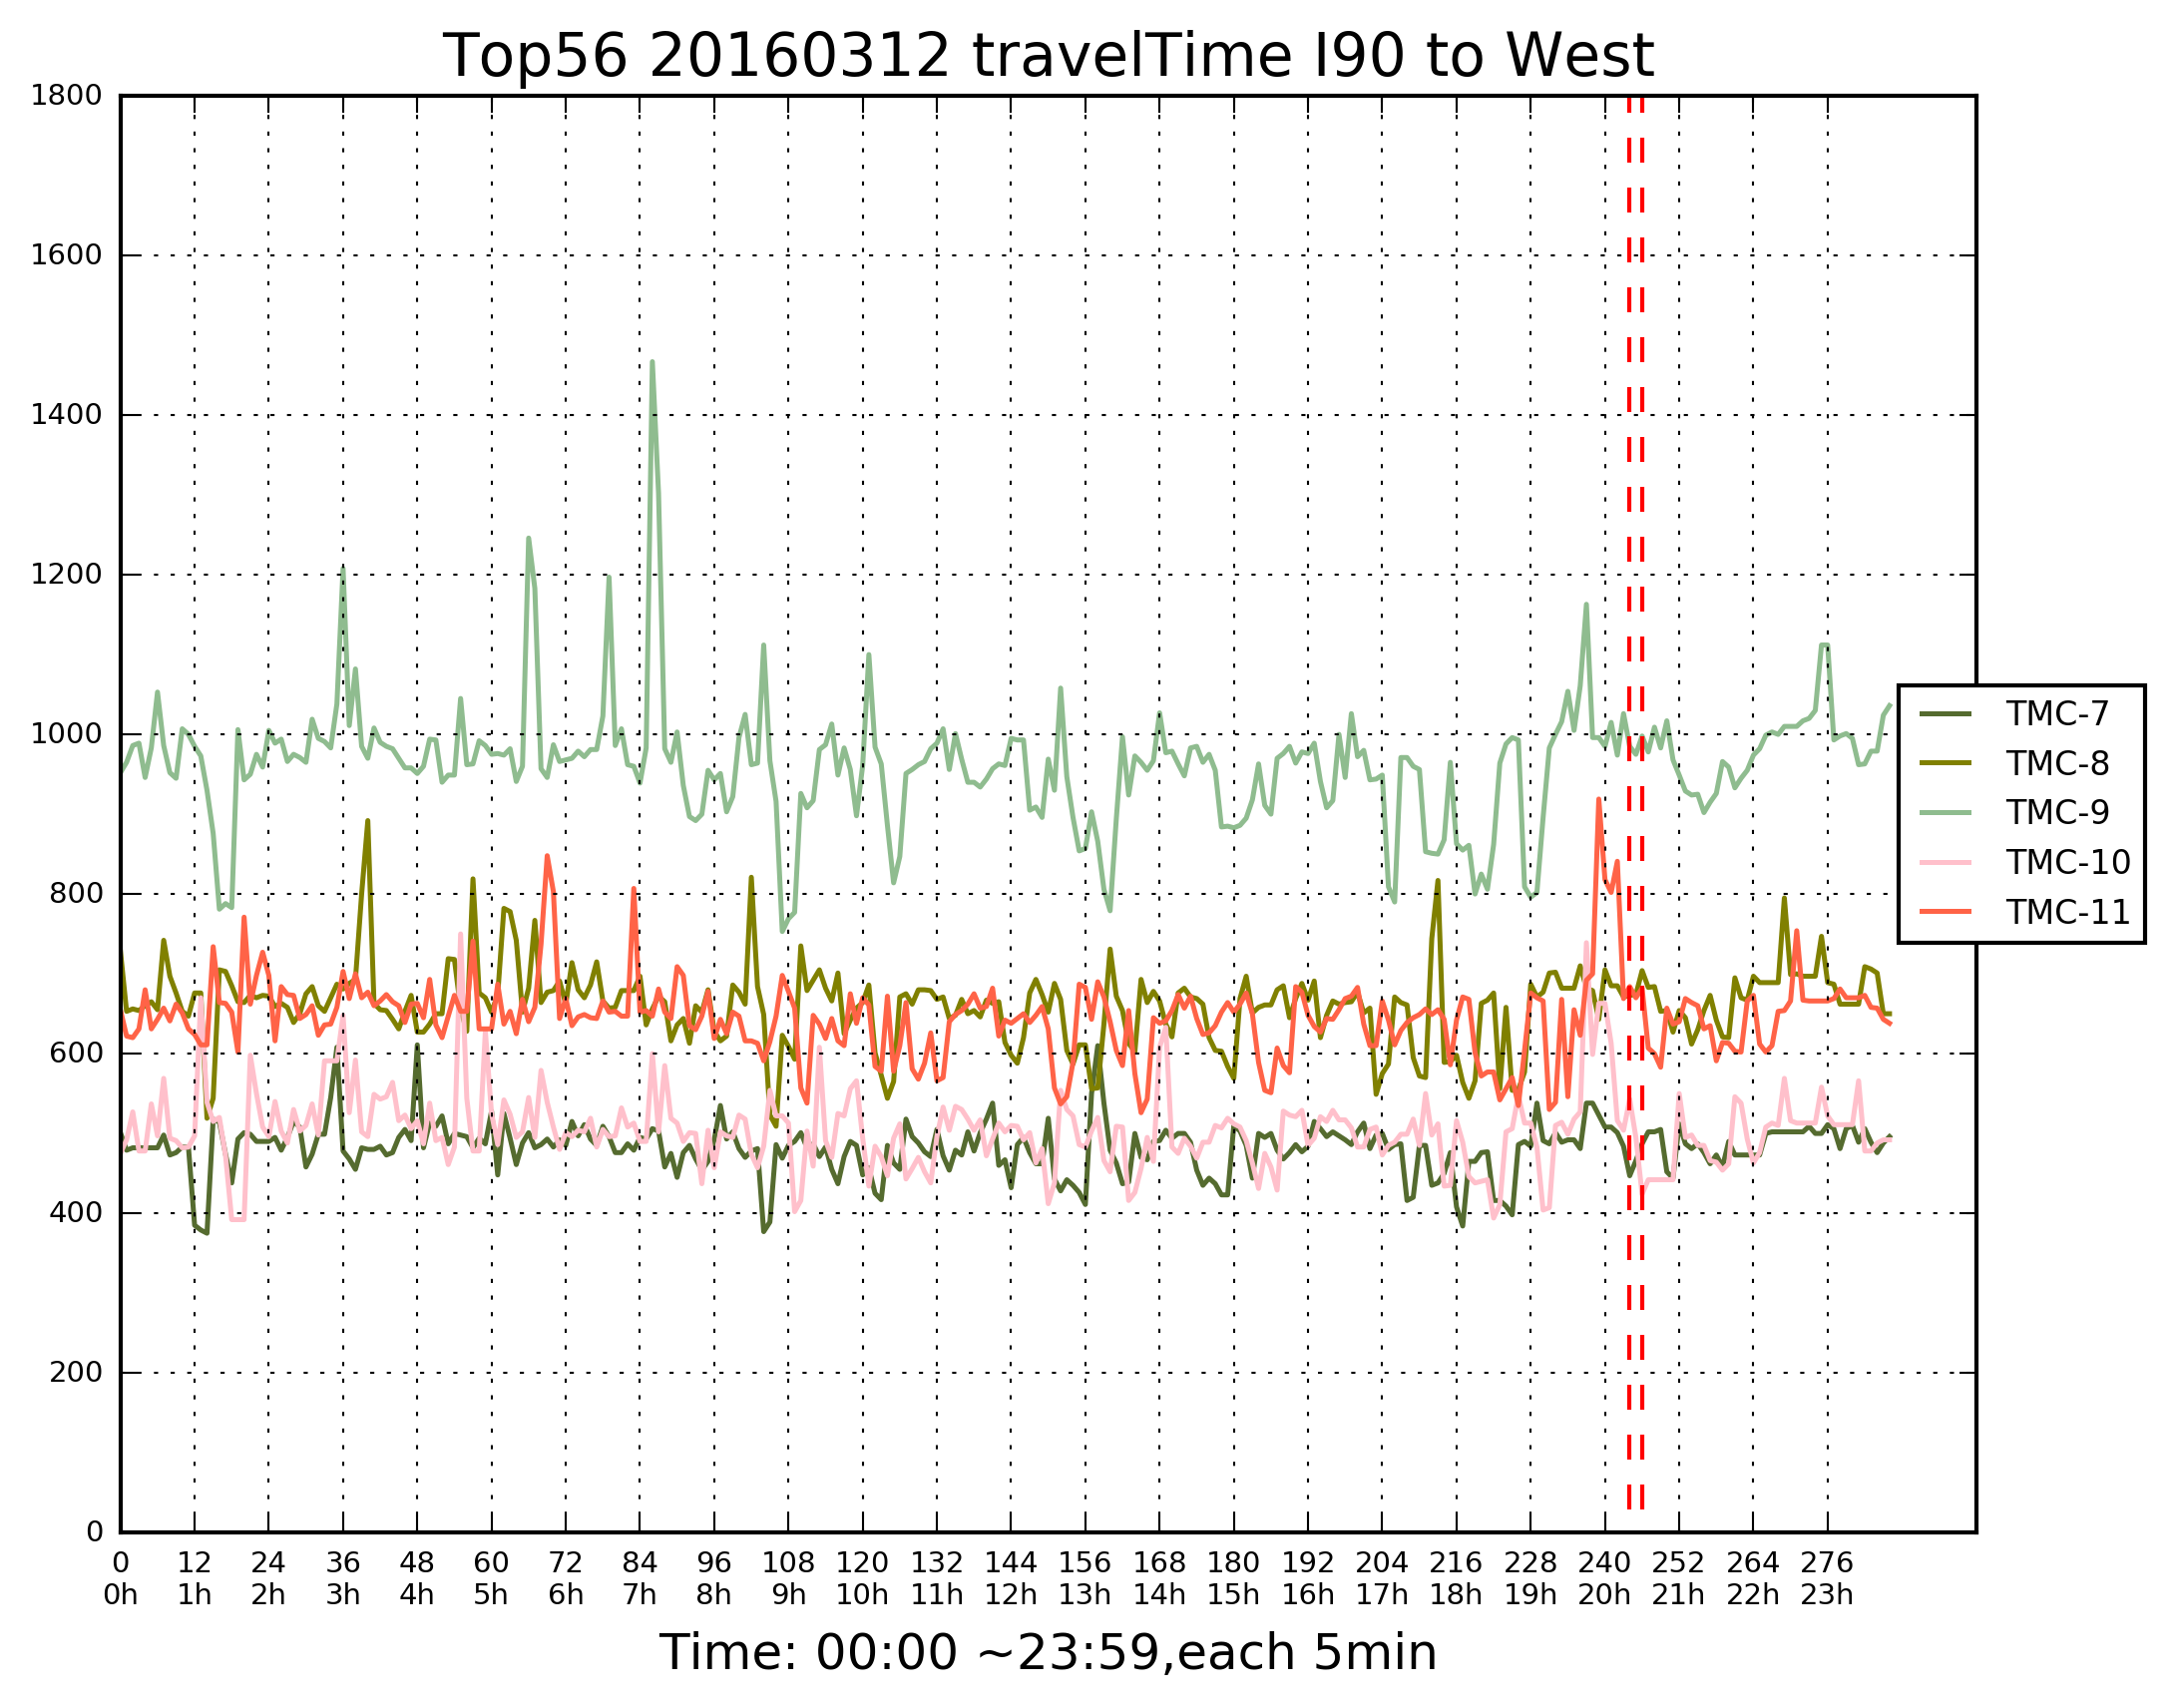 Top56 20160312 travelTime I90 to West
1800
1600
1400
1200
1000
800
600
400
200
0
TMC-7
TMC-8
TMC-9
TMC-10
TMC-11
0 12 24 36 48 60 72 84 96 108 120 132 144 156 168 180 192 204 216 228 240 252 264 276
0h 1h 2h 3h 4h 5h 6h 7h 8h 9h 10h 11h 12h 13h 14h 15h 16h 17h 18h 19h 20h 21h 22h 23h
Time: 00:00 ~23:59,each 5min